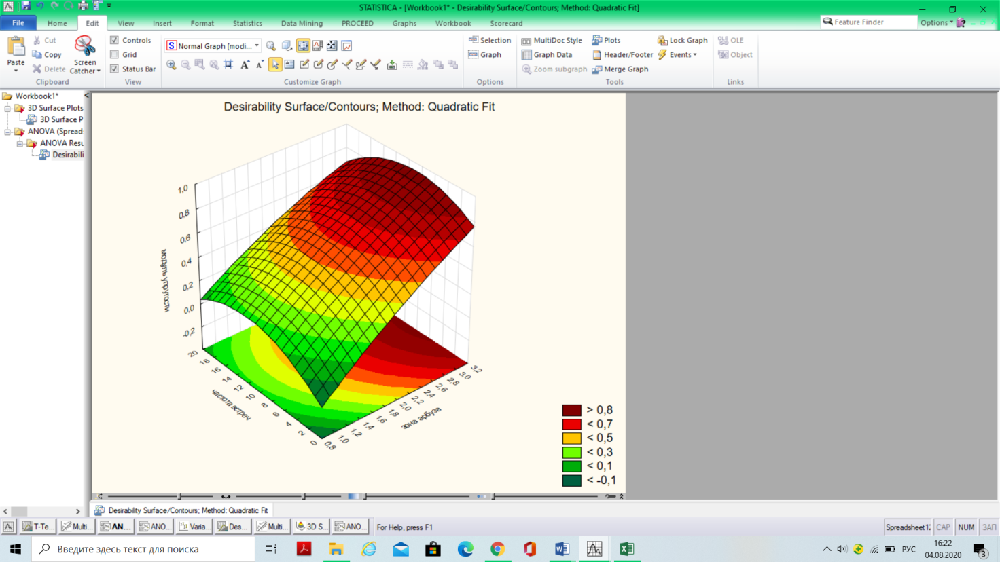 STATISTICA - [Workbook1* - Desirability Surface/Contours; Method: Quadratic Fit]
File Home Edit View Insert Format Statistics Data Mining PROCEED Graphs Workbook Scorecard
Feature Finder
Options
Paste
Cut
Copy
Delete
Screen
Catcher
Clipboard
Controls
Grid
Status Bar
View
Normal Graph [modi...
Customize Graph
Selection
Graph
Options
MultiDoc Style
Graph Data
Zoom subgraph
Plots
Header/Footer
Merge Graph
Lock Graph
Events
Tools
OLE
Object
Links
Workbook1*
3D Surface Plots
3D Surface P
ANOVA (Spread
ANOVA Resu
Desirabili
Desirability Surface/Contours; Method: Quadratic Fit
1,0
0,8
0,6
0,4
0,2
0,0
-0,2
модуль упругости
20
18
16
14
12
10
8
6
4
2
0
частота встреч
0,8
1,0
1,2
1,4
1,6
1,8
2,0
2,2
2,4
2,6
2,8
3,0
3,2
зона арбуза
> 0,8
< 0,7
< 0,5
< 0,3
< 0,1
< -0,1
Desirability Surface/Contours; Method: Quadratic Fit
T-Te... Multi... AN... ANO... Varia... Des... Multi... 3D S... ANO...
For Help, press F1
Spreadsheet12
CAP
NUM
ЗАП
Введите здесь текст для поиска
РУС
16:22
04.08.2020
3